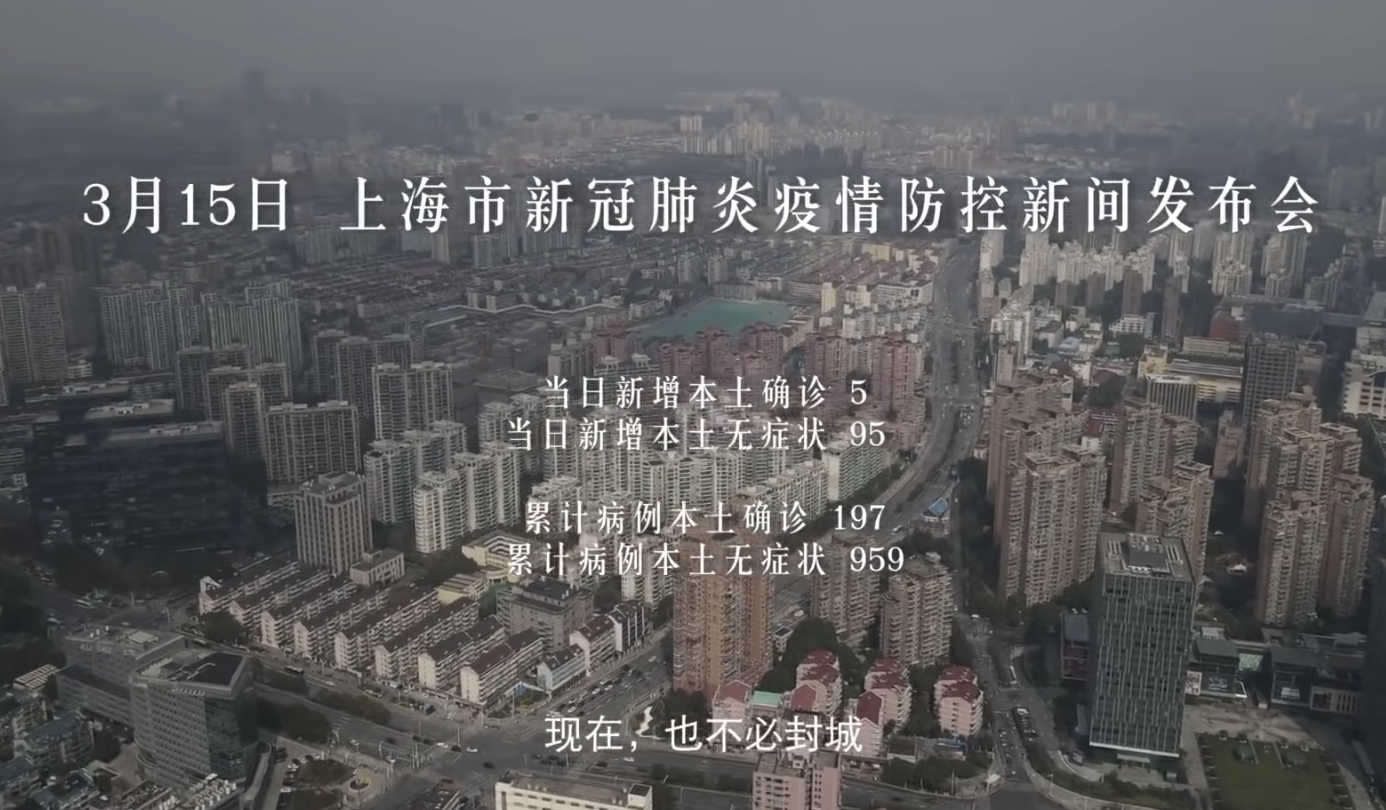 3月15日 上海市新冠肺炎疫情防控新闻发布会
当日新增本土确诊 5
当日新增本土无症状 95
累计病例本土确诊 197
累计病例本土无症状 959
现在，也不必封城